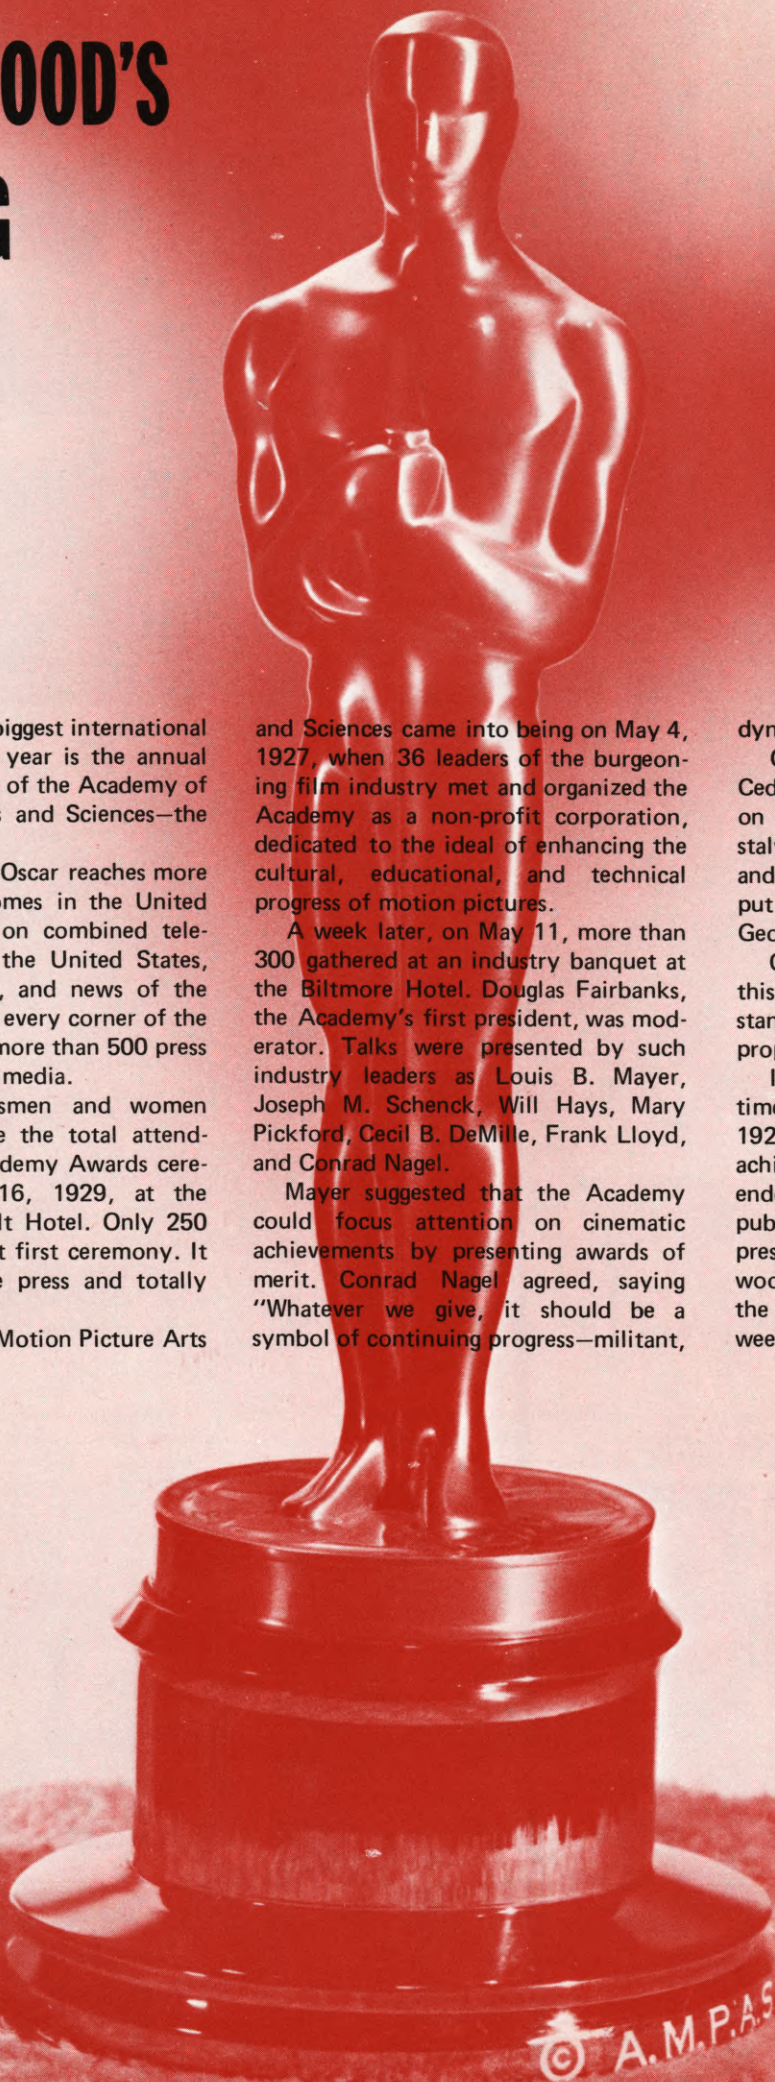 OOD'S
G
biggest international
year is the annual
of the Academy of
s and Sciences—the
Oscar reaches more
omes in the United
on combined tele-
the United States,
, and news of the
every corner of the
more than 500 press
media.
smen and women
e the total attend-
demy Awards cere-
16, 1929, at the
lt Hotel. Only 250
t first ceremony. It
e press and totally
Motion Picture Arts
and Sciences came into being on May 4,
1927, when 36 leaders of the burgeon-
ing film industry met and organized the
Academy as a non-profit corporation,
dedicated to the ideal of enhancing the
cultural, educational, and technical
progress of motion pictures.
A week later, on May 11, more than
300 gathered at an industry banquet at
the Biltmore Hotel. Douglas Fairbanks,
the Academy's first president, was mod-
erator. Talks were presented by such
industry leaders as Louis B. Mayer,
Joseph M. Schenck, Will Hays, Mary
Pickford, Cecil B. DeMille, Frank Lloyd,
and Conrad Nagel.
Mayer suggested that the Academy
could focus attention on cinematic
achievements by presenting awards of
merit. Conrad Nagel agreed, saying
"Whatever we give, it should be a
symbol of continuing progress—militant,
dyn
C
Ced
on
stal
and
put
Geo
C
this
stan
prop
I
time
192
achi
end
pub
pres
woo
the
wee
© A.M.P.A.S